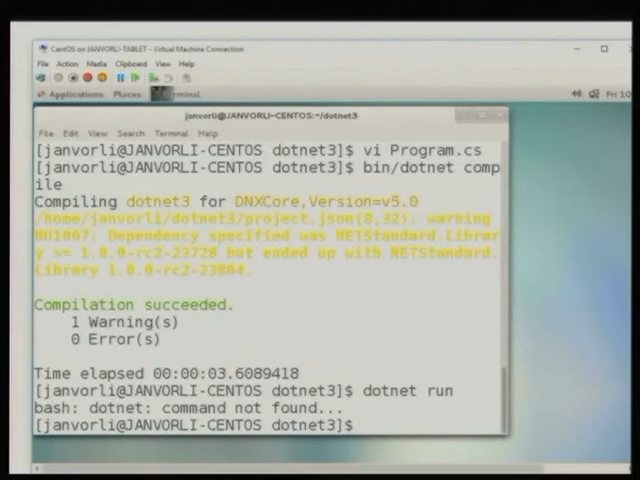 CentOS on JANVORLI-TABLET - Virtual Machine Connection
File Action Media Clipboard View Help
Applications Places
Fri 10
janvorli@JANVORLI-CENTOS:~/dotnet3
File Edit View Search Terminal Help
[janvorli@JANVORLI-CENTOS dotnet3]$ vi Program.cs
[janvorli@JANVORLI-CENTOS dotnet3]$ bin/dotnet comp
ile
Compiling dotnet3 for DNXCore,Version=v5.0
/home/janvorli/dotnet3/project.json(8,32): warning
NU1007: Dependency specified was NETStandard.Librar
y >= 1.0.0-rc2-23728 but ended up with NETStandard.
Library 1.0.0-rc2-23804.
Compilation succeeded.
1 Warning(s)
0 Error(s)
Time elapsed 00:00:03.6089418
[janvorli@JANVORLI-CENTOS dotnet3]$ dotnet run
bash: dotnet: command not found...
[janvorli@JANVORLI-CENTOS dotnet3]$